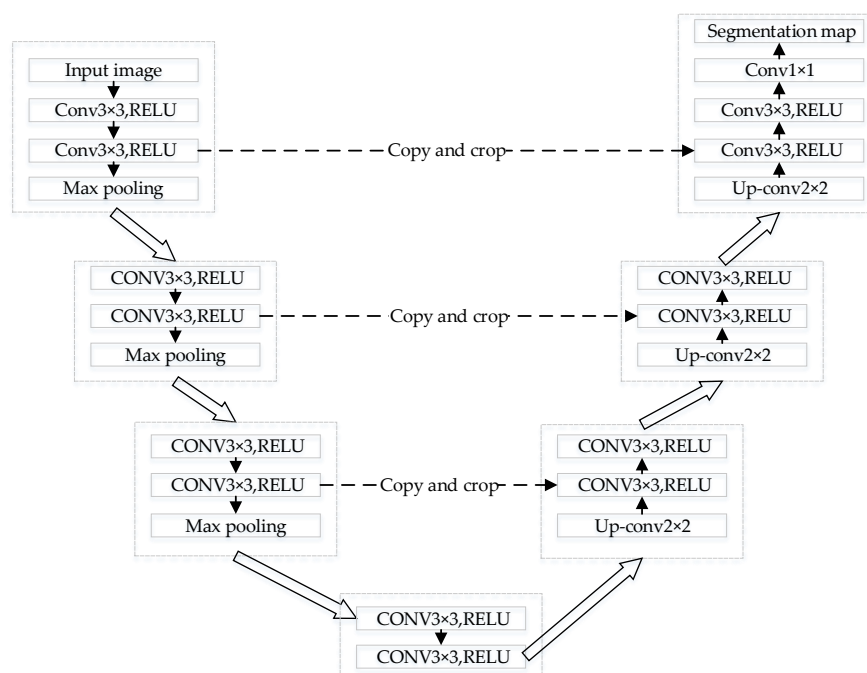 Input image
Conv3×3,RELU
Conv3×3,RELU
Max pooling
Copy and crop
Segmentation map
Conv1×1
Conv3×3,RELU
Conv3×3,RELU
Up-conv2×2
CONV3×3,RELU
CONV3×3,RELU
Max pooling
Copy and crop
CONV3×3,RELU
CONV3×3,RELU
Up-conv2×2
CONV3×3,RELU
CONV3×3,RELU
Max pooling
Copy and crop
CONV3×3,RELU
CONV3×3,RELU
Up-conv2×2
CONV3×3,RELU
CONV3×3,RELU